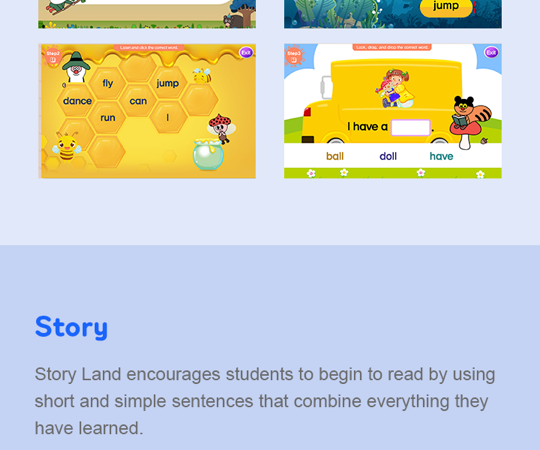 jump
Step2
Listen and click the correct word.
Exit
fly
jump
dance
can
run
I
Step3
Look, drag, and drop the correct word.
Exit
I have a .
ball
doll
have
Story
Story Land encourages students to begin to read by using
short and simple sentences that combine everything they
have learned.